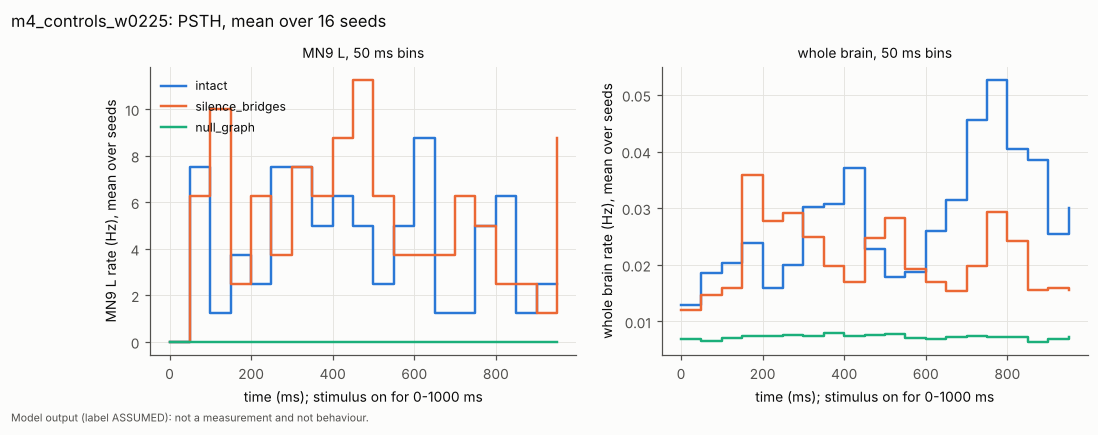 m4_controls_w0225: PSTH, mean over 16 seeds
MN9 L, 50 ms bins
MN9 L rate (Hz), mean over seeds
10
8
6
4
2
0
intact
silence_bridges
null_graph
0 200 400 600 800
time (ms); stimulus on for 0-1000 ms
whole brain, 50 ms bins
whole brain rate (Hz), mean over seeds
0.05
0.04
0.03
0.02
0.01
0 200 400 600 800
time (ms); stimulus on for 0-1000 ms
Model output (label ASSUMED): not a measurement and not behaviour.